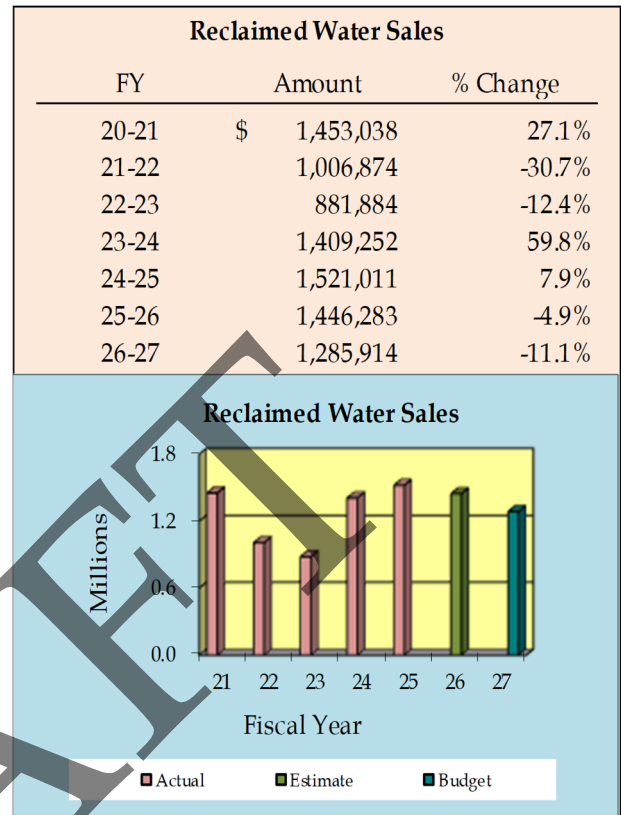 Reclaimed Water Sales
FY Amount % Change
20-21 $ 1,453,038 27.1%
21-22 1,006,874 -30.7%
22-23 881,884 -12.4%
23-24 1,409,252 59.8%
24-25 1,521,011 7.9%
25-26 1,446,283 -4.9%
26-27 1,285,914 -11.1%
Reclaimed Water Sales
1.8
1.2
0.6
0.0
Millions
21 22 23 24 25 26 27
Fiscal Year
Actual Estimate Budget
AFT